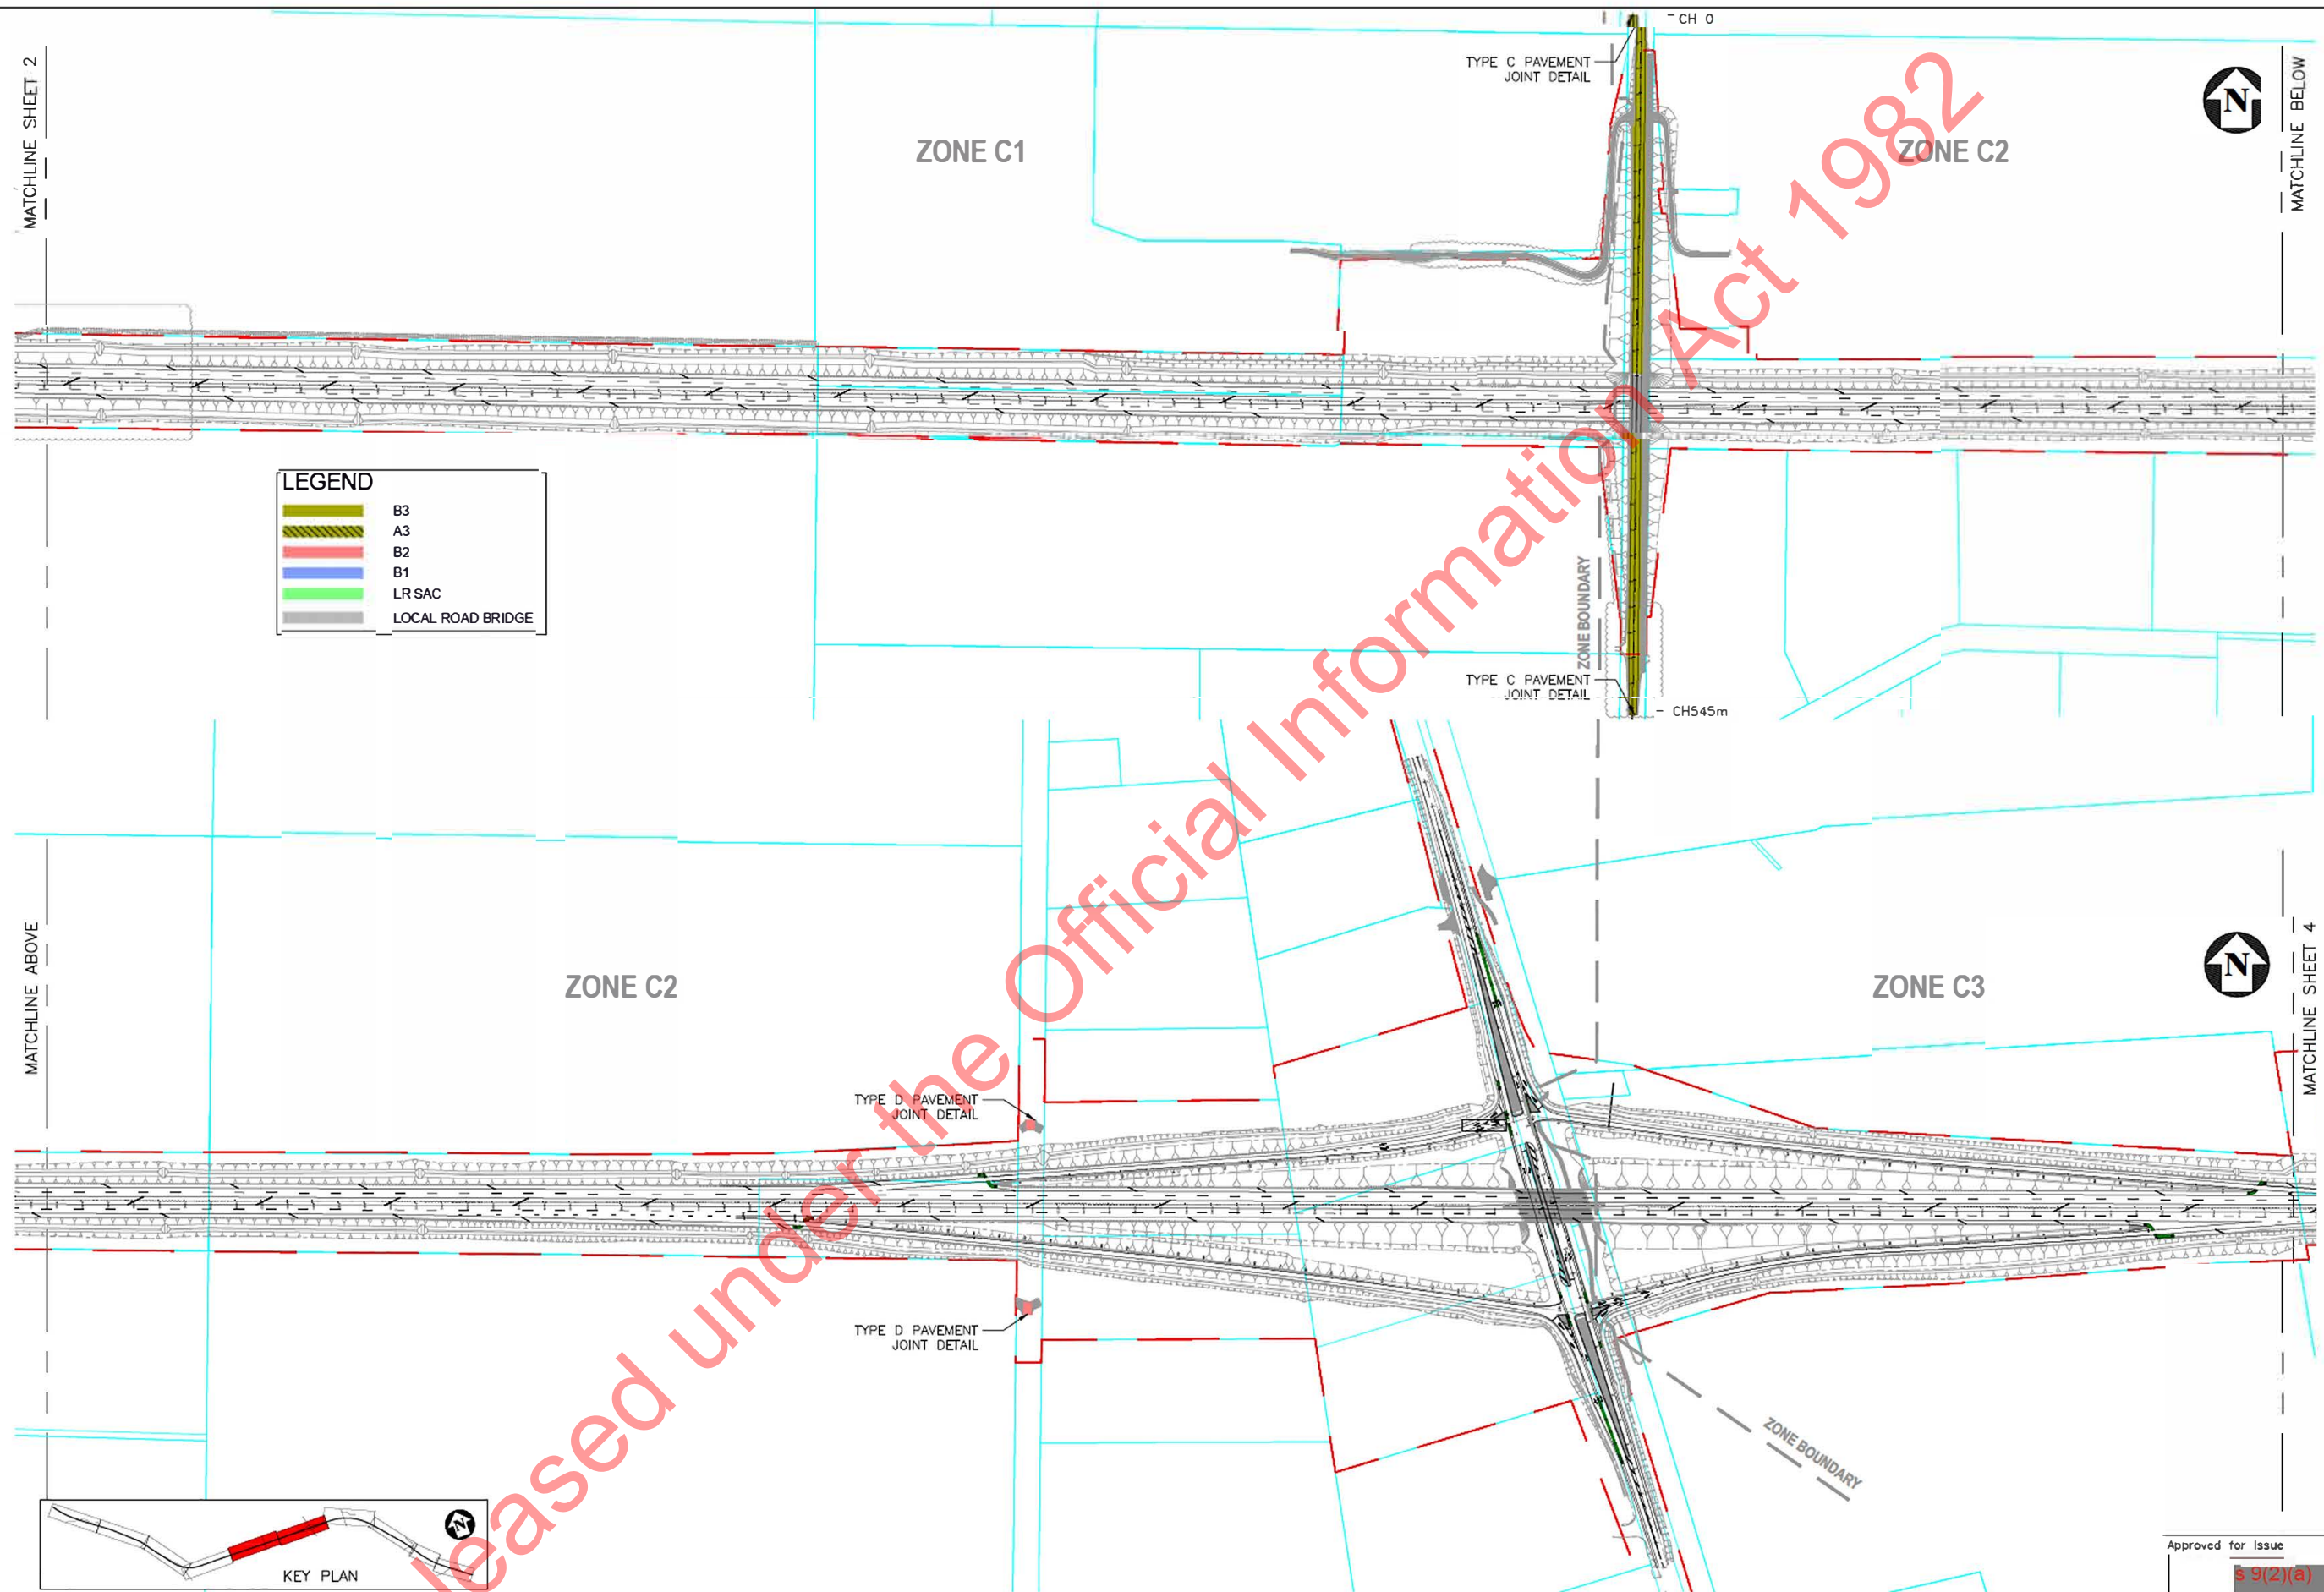 CH 0
TYPE C PAVEMENT
JOINT DETAIL
MATCHLINE SHEET 2
ZONE C1
ZONE C2
N
MATCHLINE BELOW
LEGEND
B3
A3
B2
B1
LR SAC
LOCAL ROAD BRIDGE
ZONE BOUNDARY
TYPE C PAVEMENT
JOINT DETAIL
CH545m
MATCHLINE ABOVE
ZONE C2
ZONE C3
N
MATCHLINE SHEET 4
TYPE D PAVEMENT
JOINT DETAIL
TYPE D PAVEMENT
JOINT DETAIL
ZONE BOUNDARY
N
KEY PLAN
Approved for Issue
s 9(2)(a)
leased under the Official Information Act 1982